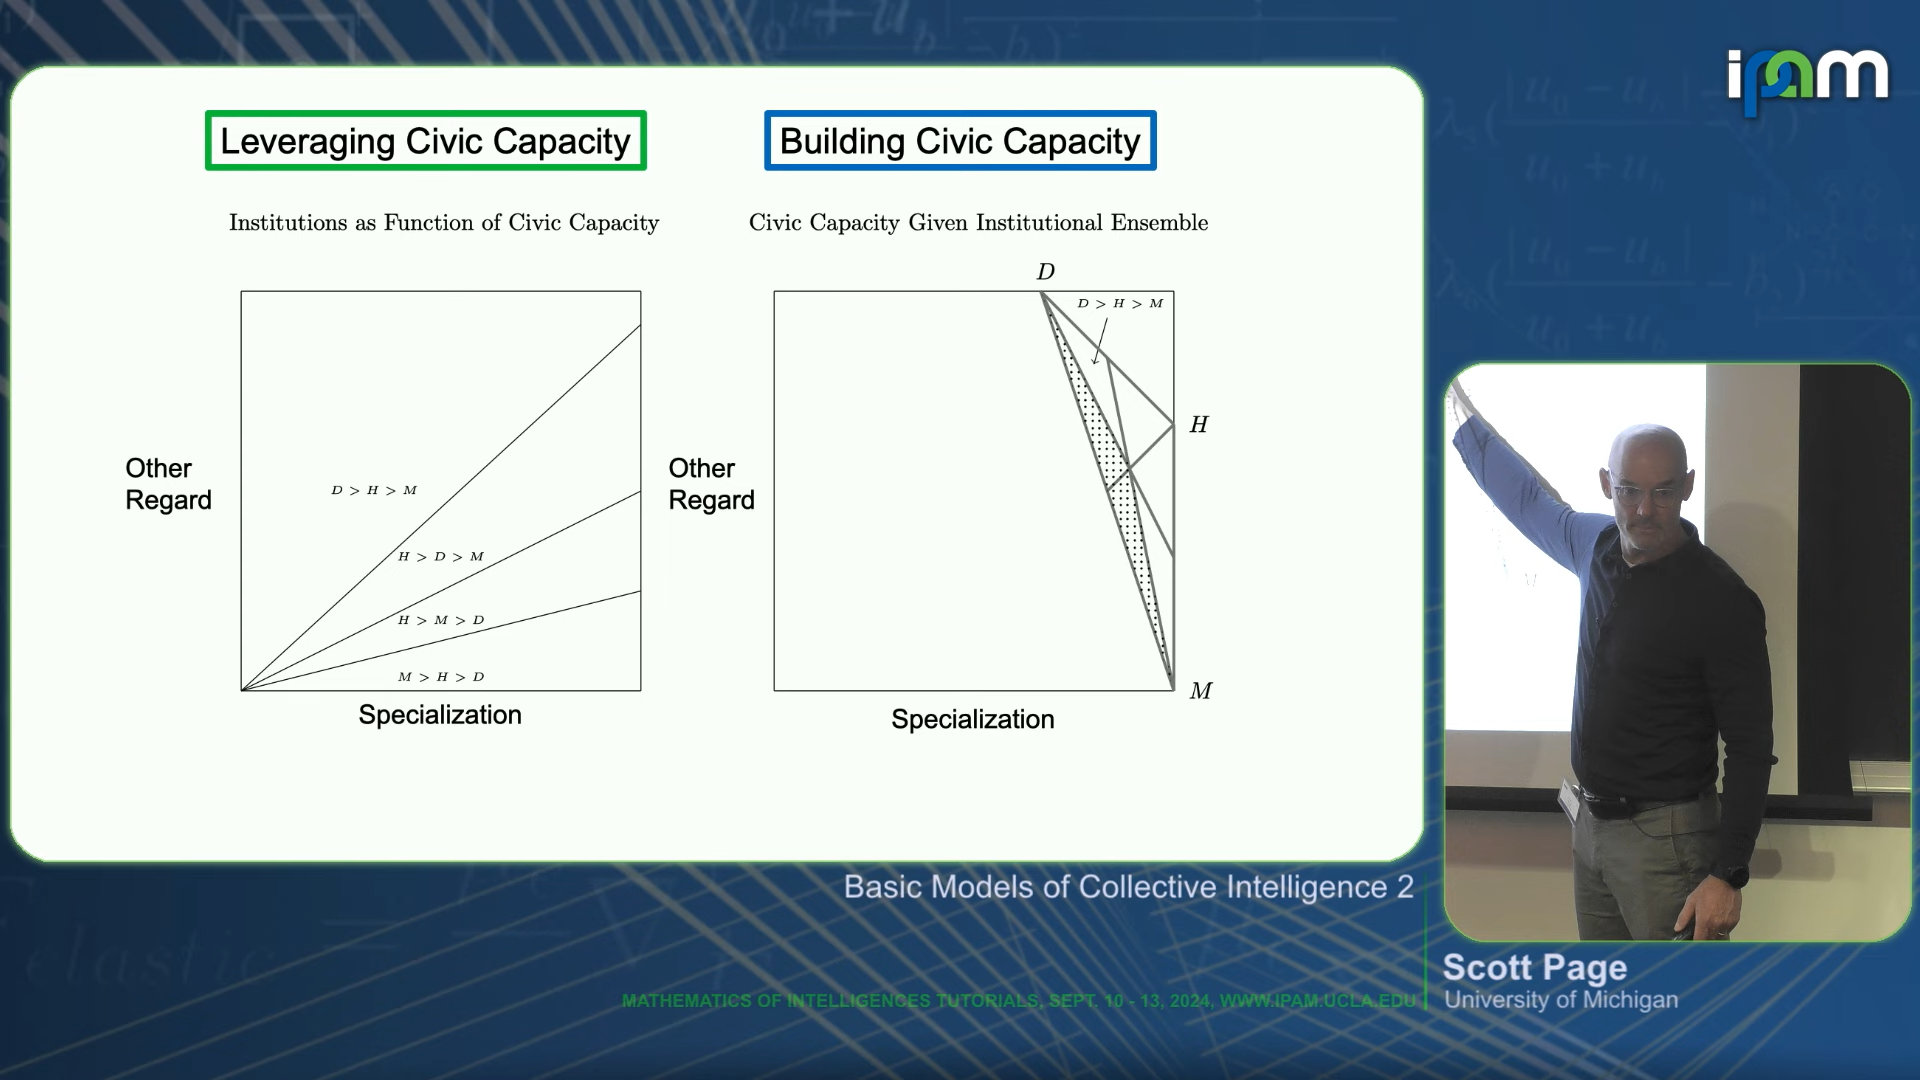 ipam
Leveraging Civic Capacity
Building Civic Capacity
Institutions as Function of Civic Capacity
Civic Capacity Given Institutional Ensemble
D
D > H > M
H
Other
Regard
Other
Regard
D > H > M
H > D > M
H > M > D
M > H > D
M
Specialization
Specialization
Basic Models of Collective Intelligence 2
Scott Page
University of Michigan
MATHEMATICS OF INTELLIGENCES TUTORIALS, SEPT. 10 - 13, 2024, WWW.IPAM.UCLA.EDU
elastic